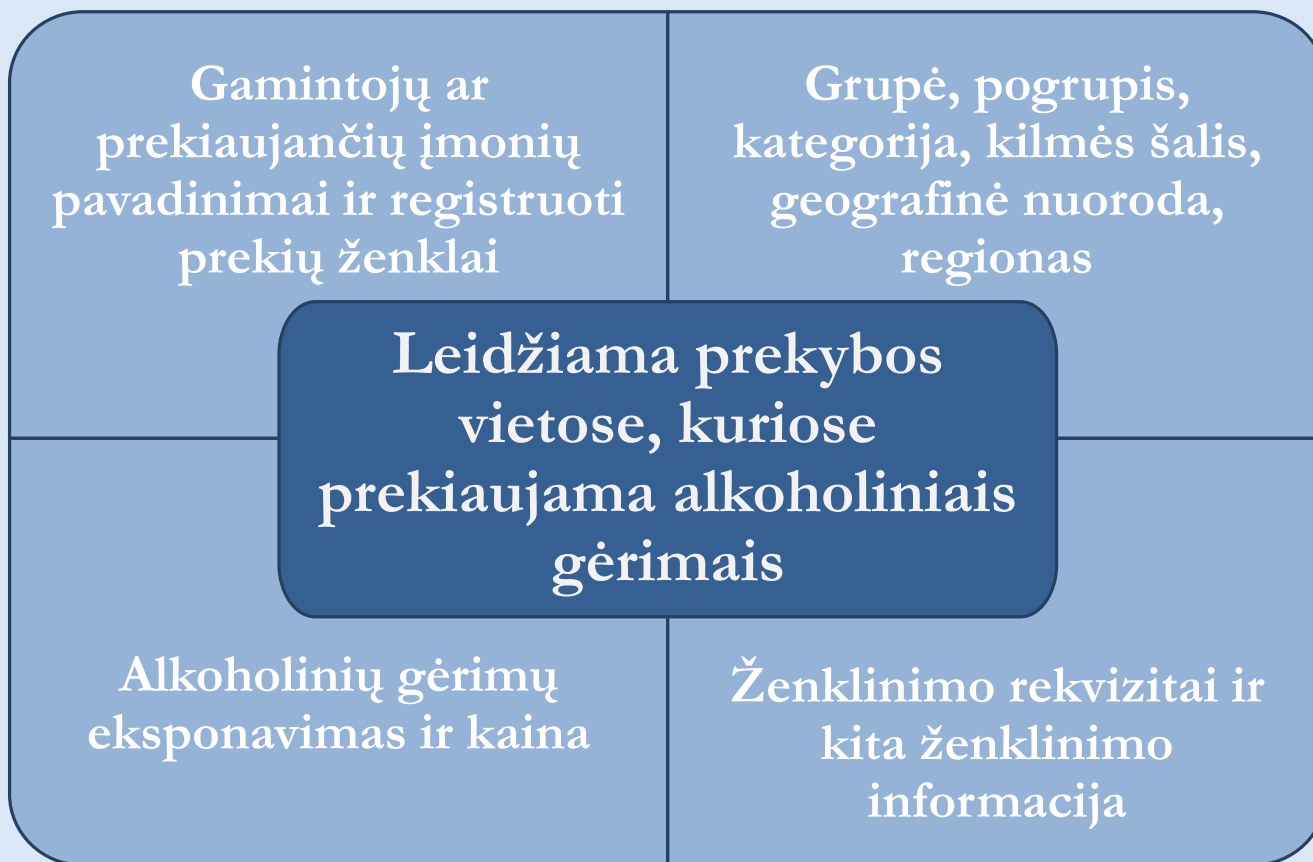 Gamintojų ar
prekiaujančių įmonių
pavadinimai ir registruoti
prekių ženklai
Grupė, pogrupis,
kategorija, kilmės šalis,
geografinė nuoroda,
regionas
Leidžiama prekybos
vietose, kuriose
prekiaujama alkoholiniais
gėrimais
Alkoholinių gėrimų
eksponavimas ir kaina
Ženklinimo rekvizitai ir
kita ženklinimo
informacija